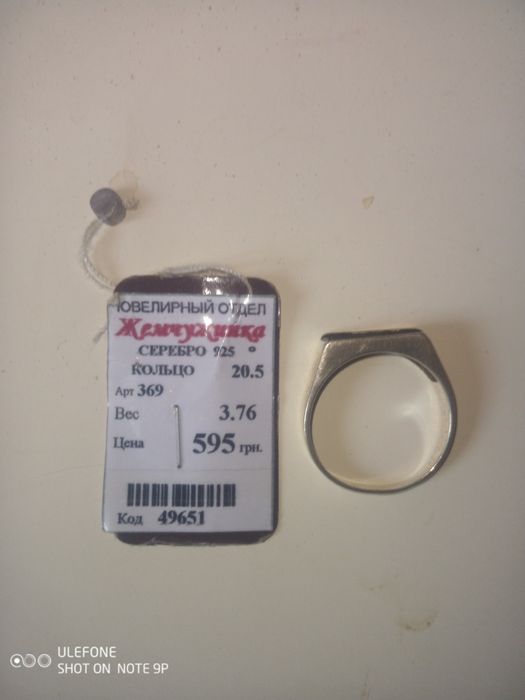 ЮВЕЛИРНЫЙ ОТДЕЛ
Жемчужинка
СЕРЕБРО 925 °
КОЛЬЦО 20.5
Арт 369
Вес 3.76
Цена 595 грн.
Код 49651
ULEFONE
SHOT ON NOTE 9P